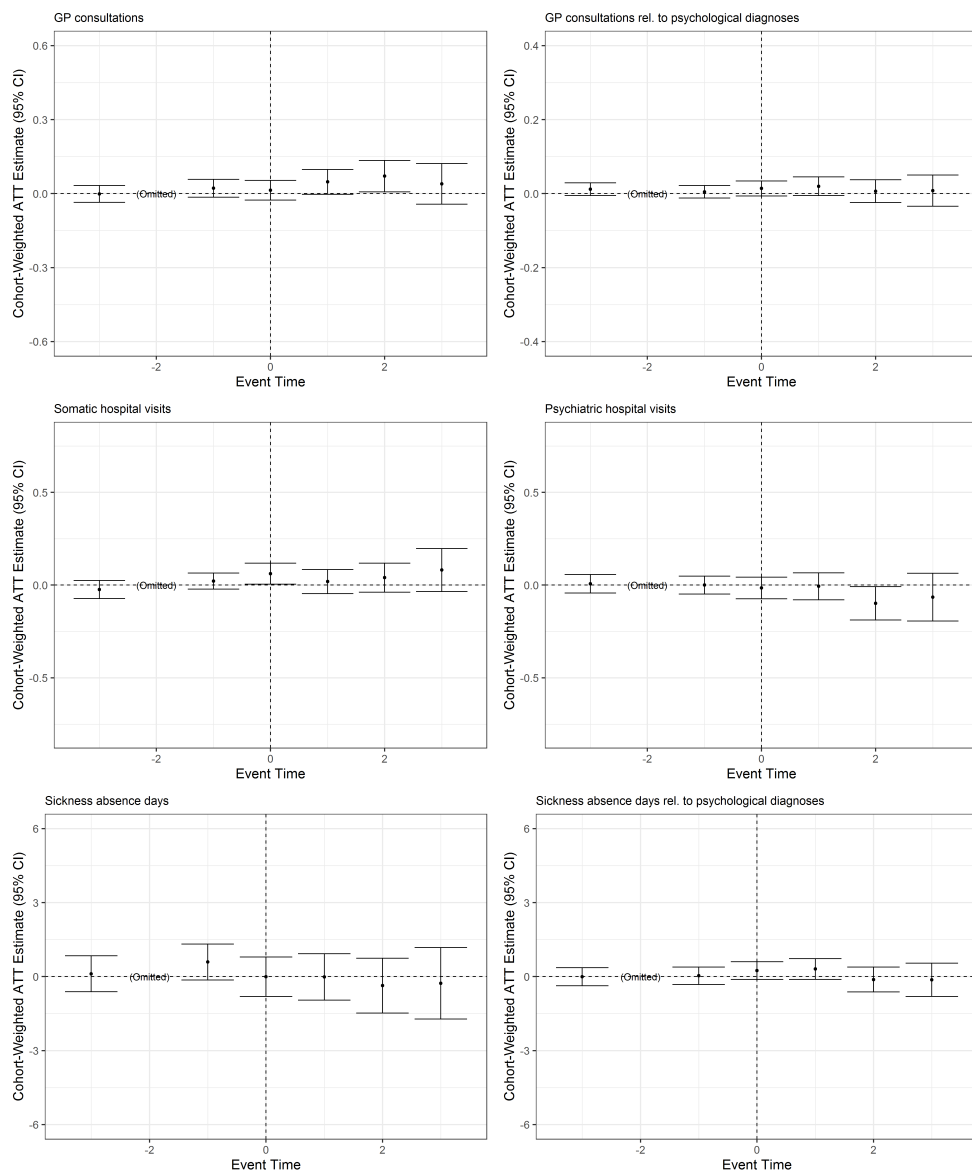 GP consultations
Cohort-Weighted ATT Estimate (95% CI)
0.6
0.3
0.0
-0.3
-0.6
(Omitted)
-2
0
2
Event Time
GP consultations rel. to psychological diagnoses
Cohort-Weighted ATT Estimate (95% CI)
0.4
0.2
0.0
-0.2
-0.4
(Omitted)
-2
0
2
Event Time
Somatic hospital visits
Cohort-Weighted ATT Estimate (95% CI)
0.5
0.0
-0.5
(Omitted)
-2
0
2
Event Time
Psychiatric hospital visits
Cohort-Weighted ATT Estimate (95% CI)
0.5
0.0
-0.5
(Omitted)
-2
0
2
Event Time
Sickness absence days
Cohort-Weighted ATT Estimate (95% CI)
6
3
0
-3
-6
(Omitted)
-2
0
2
Event Time
Sickness absence days rel. to psychological diagnoses
Cohort-Weighted ATT Estimate (95% CI)
6
3
0
-3
-6
(Omitted)
-2
0
2
Event Time